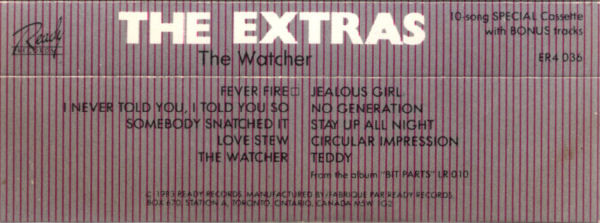 Ready
RECORDS
THE EXTRAS
The Watcher
10-song SPECIAL Cassette
with BONUS tracks
ER4 036
FEVER FIRE
I NEVER TOLD YOU, I TOLD YOU SO
SOMEBODY SNATCHED IT
LOVE STEW
THE WATCHER
JEALOUS GIRL
NO GENERATION
STAY UP ALL NIGHT
CIRCULAR IMPRESSION
TEDDY
From the album "BIT PARTS" LR 010
© 1983 READY RECORDS. MANUFACTURED BY/FABRIQUE PAR READY RECORDS
BOX 670, STATION A, TORONTO, ONTARIO, CANADA M5W 1G2